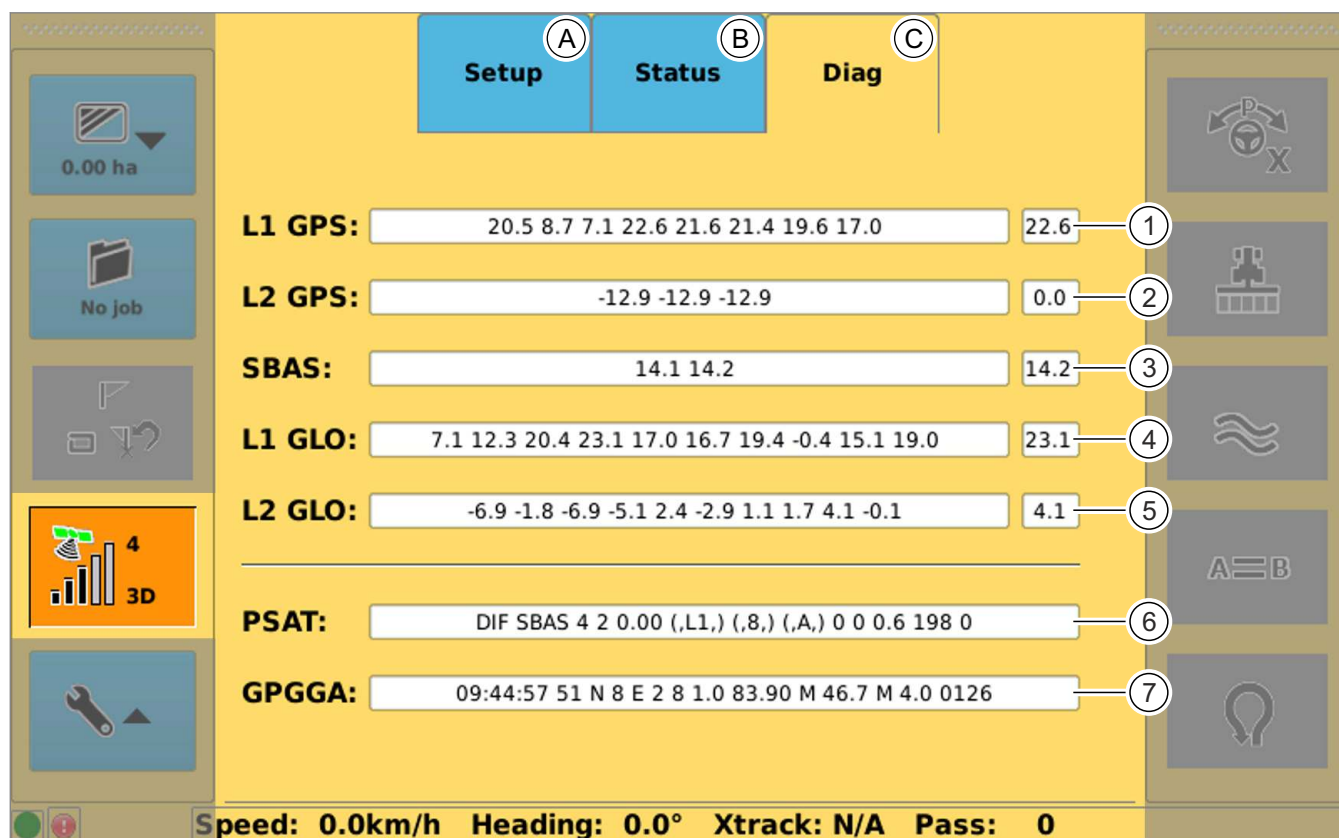 A
B
C
Setup
Status
Diag
0.00 ha
No job
4
3D
L1 GPS: 20.5 8.7 7.1 22.6 21.6 21.4 19.6 17.0 22.6 1
L2 GPS: -12.9 -12.9 -12.9 0.0 2
SBAS: 14.1 14.2 14.2 3
L1 GLO: 7.1 12.3 20.4 23.1 17.0 16.7 19.4 -0.4 15.1 19.0 23.1 4
L2 GLO: -6.9 -1.8 -6.9 -5.1 2.4 -2.9 1.1 1.7 4.1 -0.1 4.1 5
PSAT: DIF SBAS 4 2 0.00 (,L1,) (,8,) (,A,) 0 0 0.6 198 0 6
GPGGA: 09:44:57 51 N 8 E 2 8 1.0 83.90 M 46.7 M 4.0 0126 7
P
X
A B
Speed: 0.0km/h Heading: 0.0° Xtrack: N/A Pass: 0